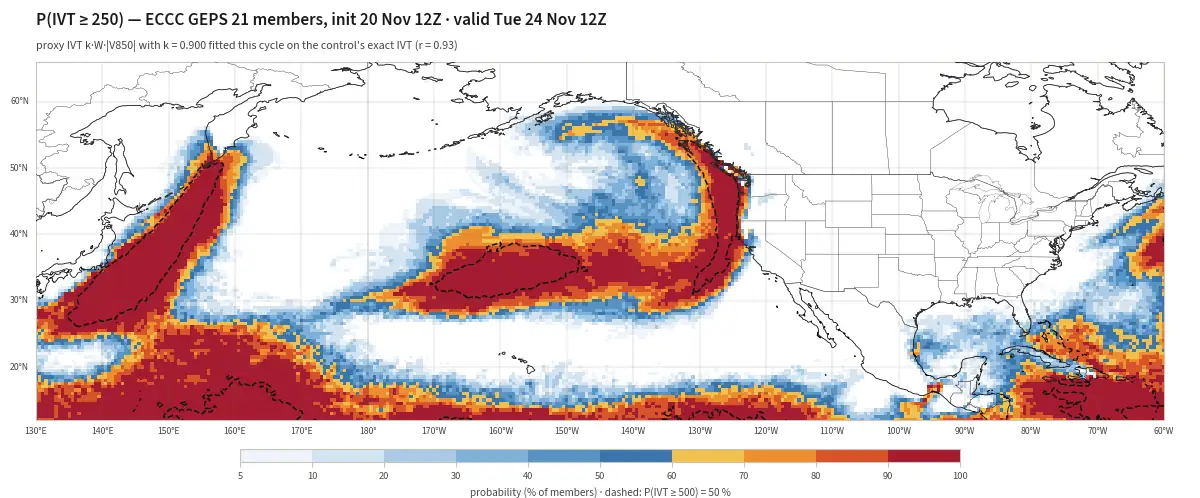 P(IVT ≥ 250) — ECCC GEPS 21 members, init 20 Nov 12Z · valid Tue 24 Nov 12Z
proxy IVT k·W·|V850| with k = 0.900 fitted this cycle on the control's exact IVT (r = 0.93)
60°N
50°N
40°N
30°N
20°N
130°E 140°E 150°E 160°E 170°E 180° 170°W 160°W 150°W 140°W 130°W 120°W 110°W 100°W 90°W 80°W 70°W 60°W
5 10 20 30 40 50 60 70 80 90 100
probability (% of members) · dashed: P(IVT ≥ 500) = 50 %